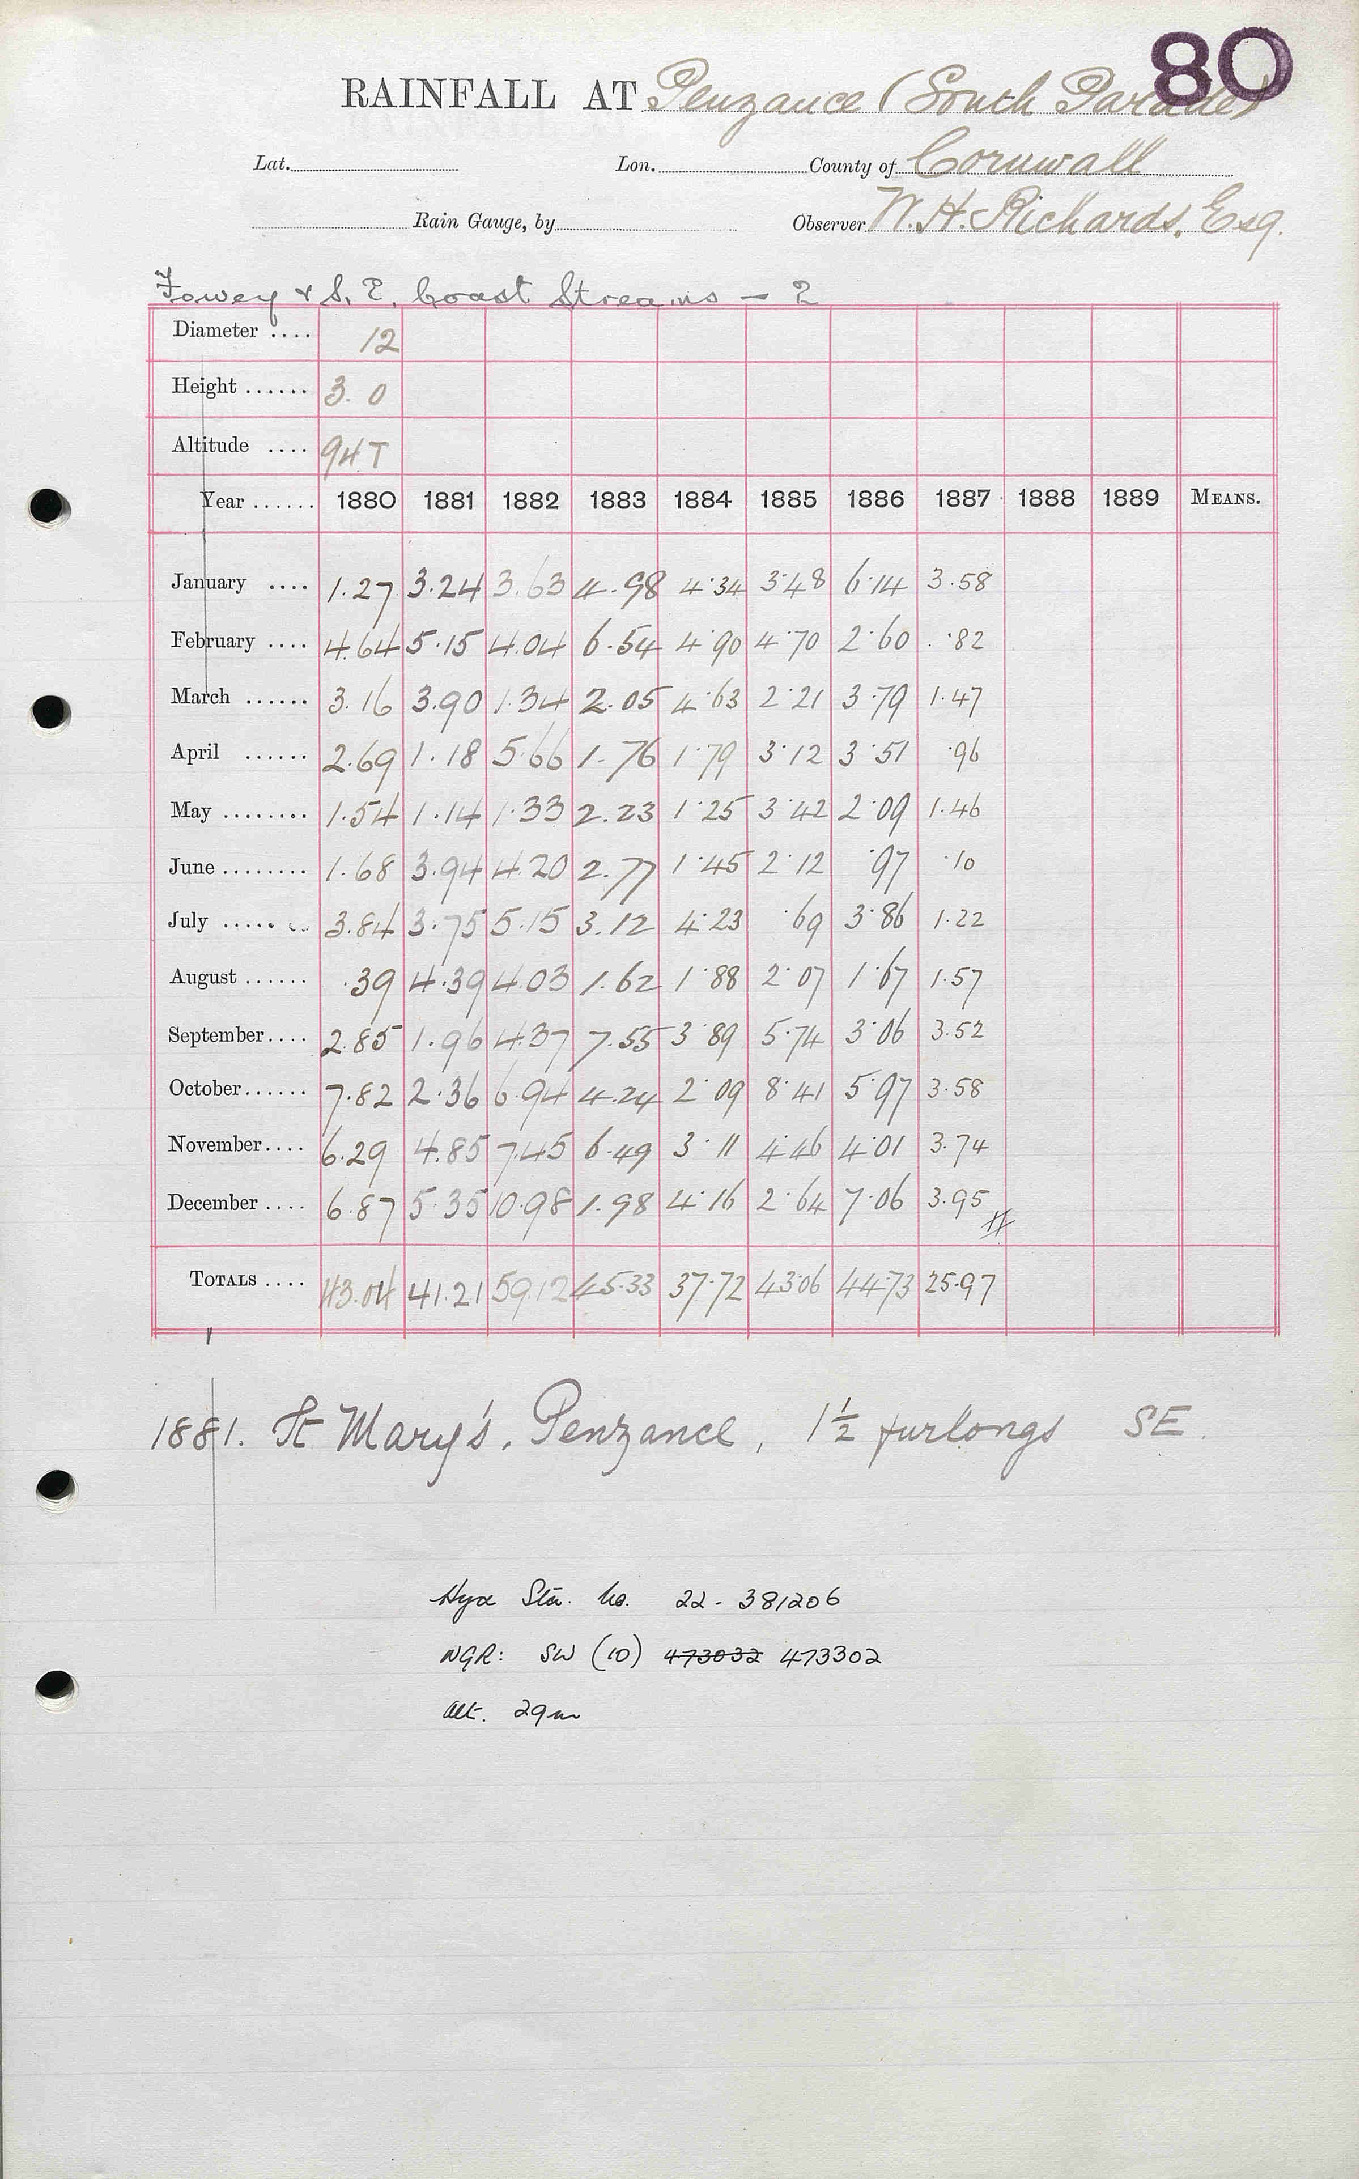 80
RAINFALL AT Penzance (South Parade)
Lat. Lon. County of Cornwall
Rain Gauge, by Observer W. H. Richards, Esq.
Fowey & S. E. Coast Streams - 2
Diameter .... 12
Height ...... 3. 0
Altitude .... 94 T
Year ...... 1880 1881 1882 1883 1884 1885 1886 1887 1888 1889 MEANS.
January .... 1.27 3.24 3.63 4.98 4.34 3.48 6.14 3.58
February .... 4.64 5.15 4.04 6.54 4.90 4.70 2.60 .82
March ...... 3.16 3.90 1.34 2.05 4.63 2.21 3.79 1.47
April ...... 2.69 1.18 5.66 1.76 1.79 3.12 3.51 .96
May ........ 1.54 1.14 1.33 2.23 1.25 3.42 2.09 1.46
June ........ 1.68 3.94 4.20 2.77 1.45 2.12 .97 .10
July ........ 3.84 3.75 5.15 3.12 4.23 .69 3.86 1.22
August ...... .39 4.39 4.03 1.62 1.88 2.07 1.67 1.57
September .... 2.85 1.96 4.37 7.55 3.89 5.74 3.06 3.52
October ...... 7.82 2.36 6.94 4.24 2.09 8.41 5.97 3.58
November .... 6.29 4.85 7.45 6.49 3.11 4.46 4.01 3.74
December .... 6.87 5.35 10.98 1.98 4.16 2.64 7.06 3.95
TOTALS .... 43.04 41.21 59.12 45.33 37.72 43.06 44.73 25.97
1881. St Mary's, Penzance, 1½ furlongs SE.
Stn. No. 22 - 381206
NGR: SW (10) 473032 473302
Alt. 29m